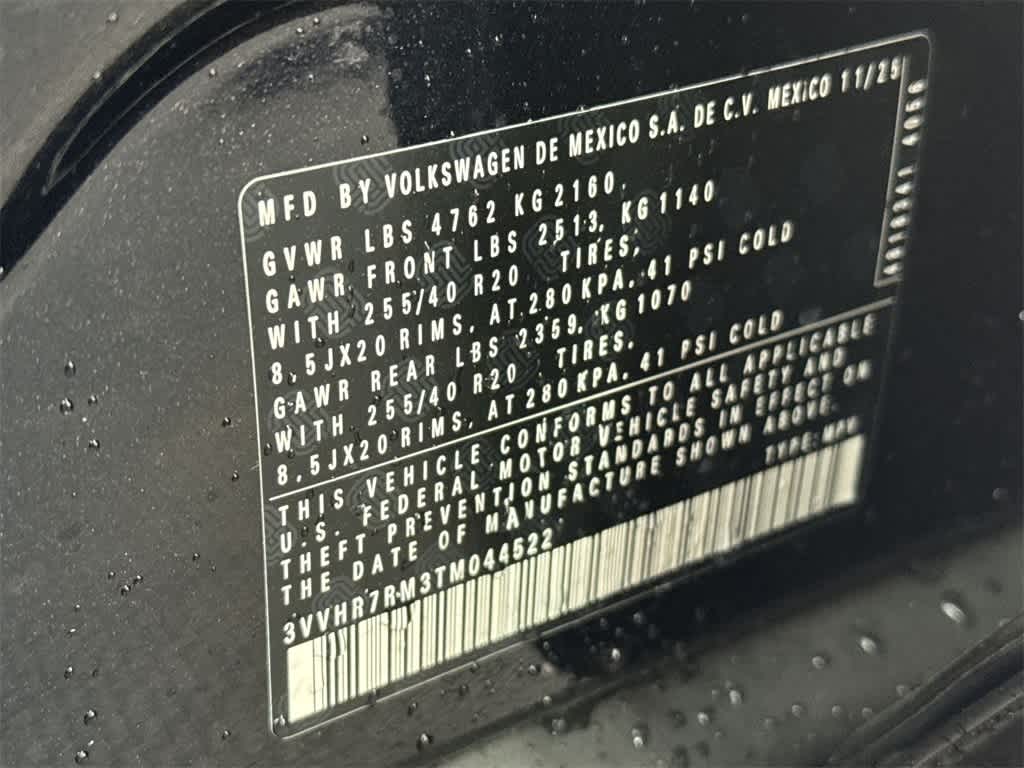 MFD BY VOLKSWAGEN DE MEXICO S.A. DE C.V. MEXICO 11/25
GVWR LBS 4762 KG 2160,
GAWR FRONT LBS 2513, KG 1140
WITH 255/40 R20 TIRES,
8.5JX20 RIMS, AT 280 KPA, 41 PSI COLD
GAWR REAR LBS 2359, KG 1070
WITH 255/40 R20 TIRES,
8.5JX20 RIMS, AT 280 KPA, 41 PSI COLD
THIS VEHICLE CONFORMS TO ALL APPLICABLE
U.S. FEDERAL MOTOR VEHICLE SAFETY AND
THEFT PREVENTION STANDARDS IN EFFECT ON
THE DATE OF MANUFACTURE SHOWN ABOVE.
TYPE: MPV
3VVHR7RM3TM044522